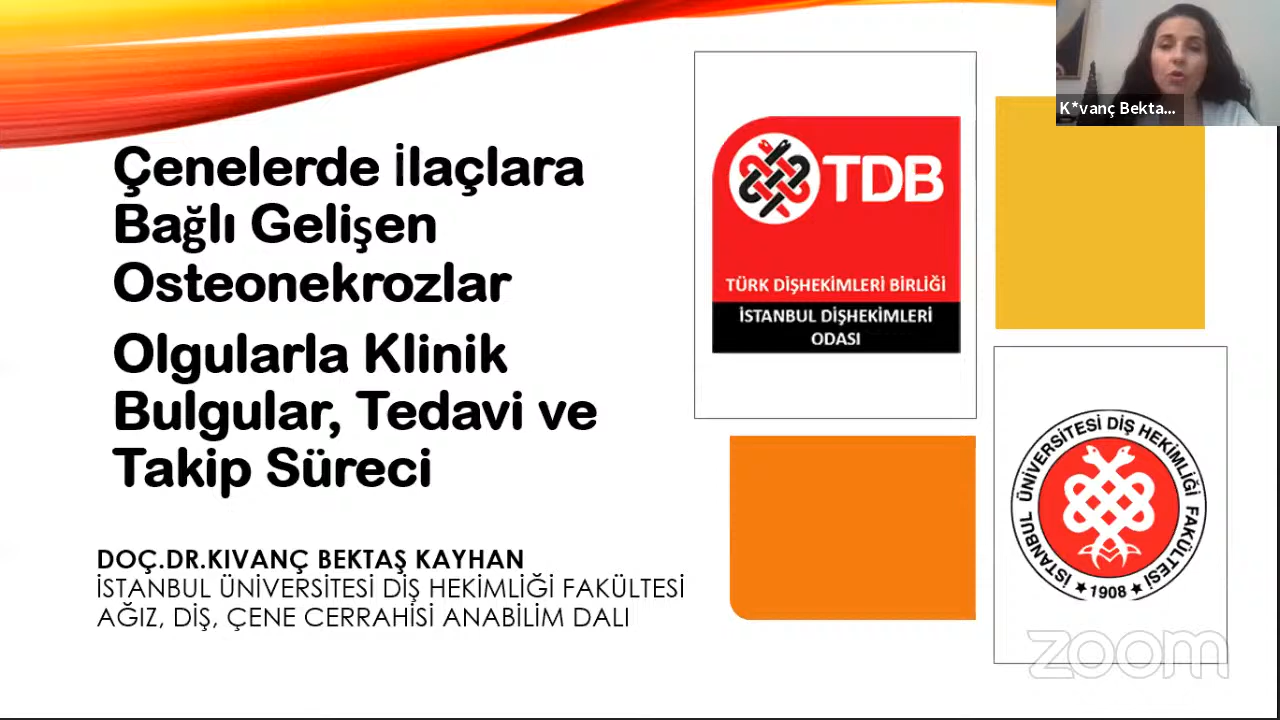 Çenelerde İlaçlara
Bağlı Gelişen
Osteonekrozlar
Olgularla Klinik
Bulgular, Tedavi ve
Takip Süreci
DOÇ.DR.KIVANÇ BEKTAŞ KAYHAN
İSTANBUL ÜNİVERSİTESİ DİŞ HEKİMLİĞİ FAKÜLTESİ
AĞIZ, DİŞ, ÇENE CERRAHİSİ ANABİLİM DALI
TDB
TÜRK DİŞHEKİMLERİ BİRLİĞİ
İSTANBUL DİŞHEKİMLERİ
ODASI
K*vanç Bekta...
İSTANBUL ÜNİVERSİTESİ DİŞ HEKİMLİĞİ FAKÜLTESİ
1908
zoom